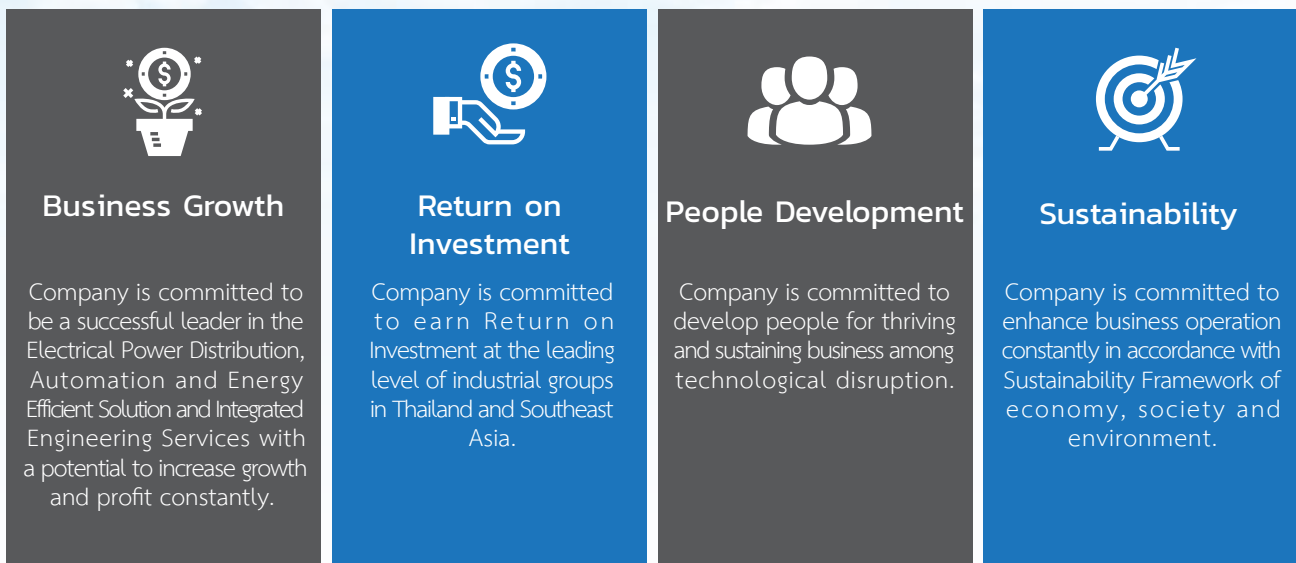 Business Growth
Company is committed to
be a successful leader in the
Electrical Power Distribution,
Automation and Energy
Efficient Solution and Integrated
Engineering Services with
a potential to increase growth
and profit constantly.
Return on
Investment
Company is committed
to earn Return on
Investment at the leading
level of industrial groups
in Thailand and Southeast
Asia.
People Development
Company is committed to
develop people for thriving
and sustaining business among
technological disruption.
Sustainability
Company is committed to
enhance business operation
constantly in accordance with
Sustainability Framework of
economy, society and
environment.